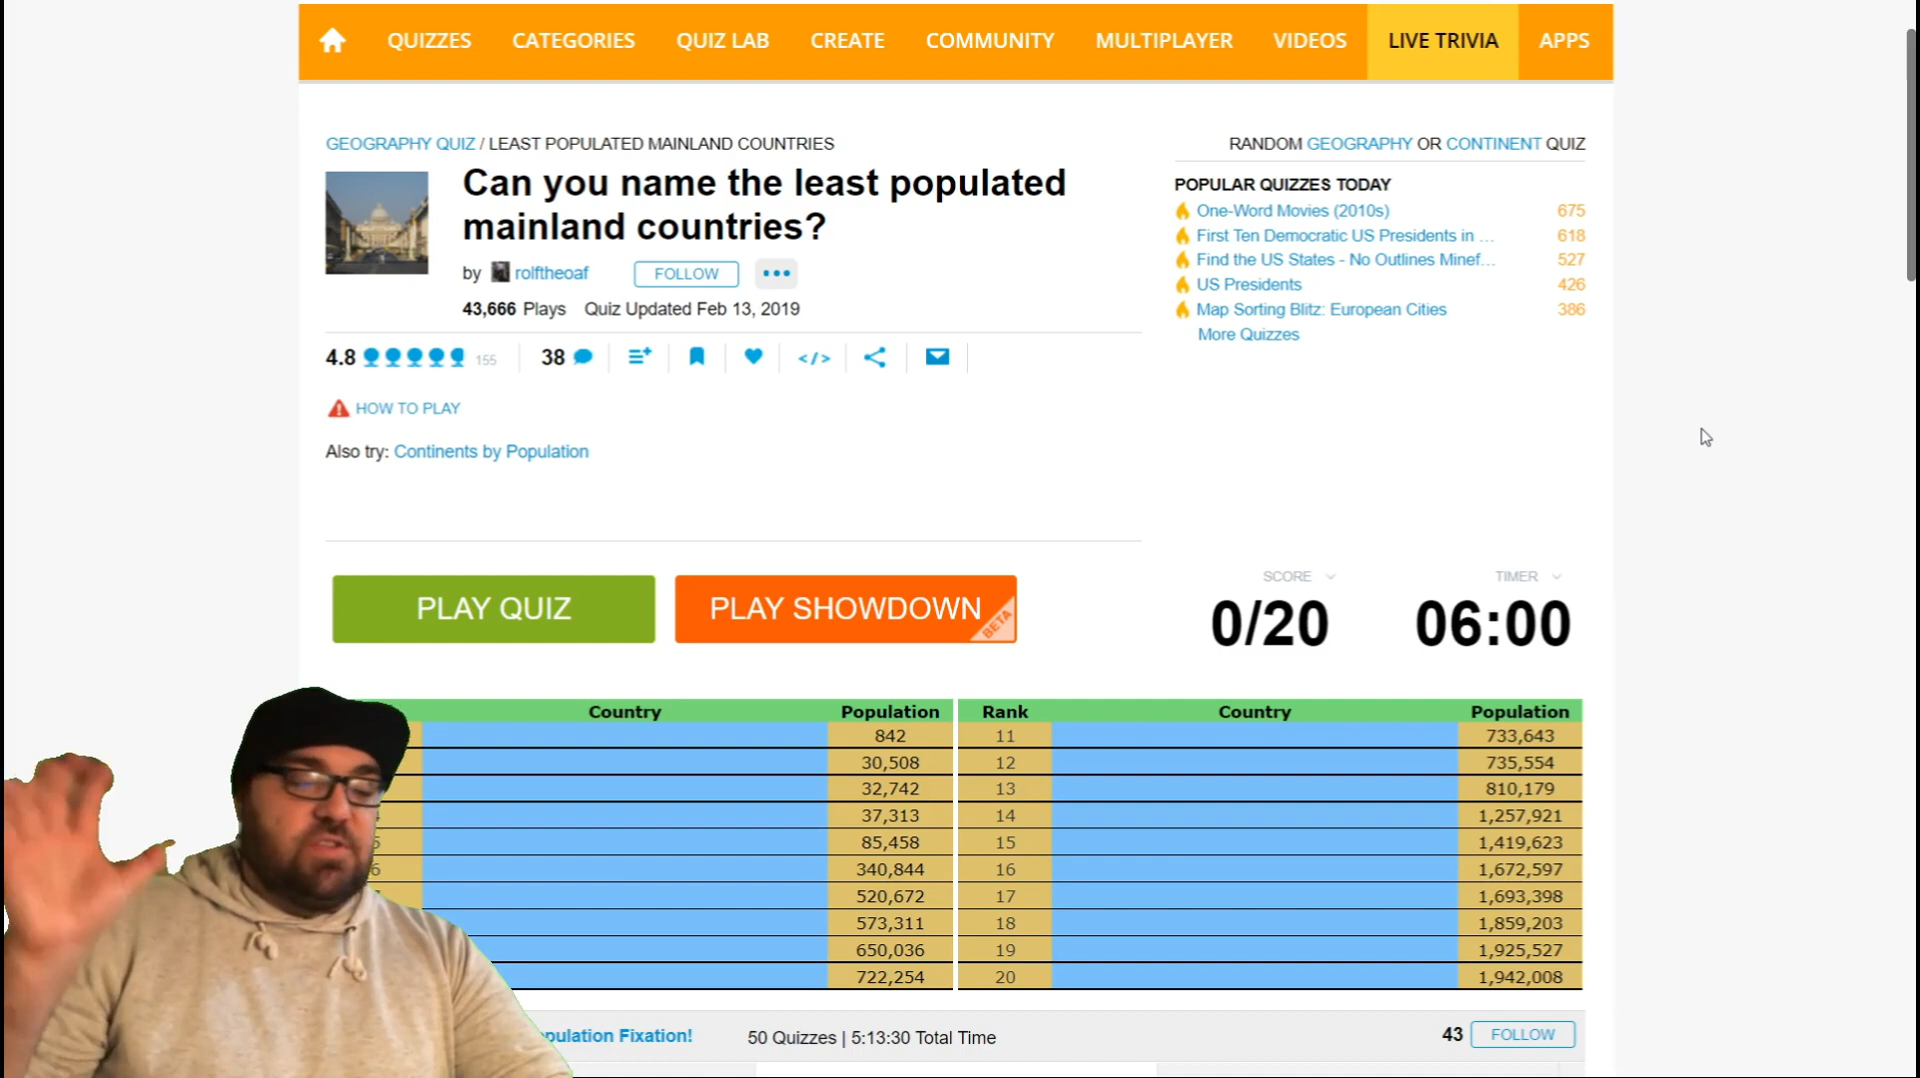 QUIZZES CATEGORIES QUIZ LAB CREATE COMMUNITY MULTIPLAYER VIDEOS LIVE TRIVIA APPS
GEOGRAPHY QUIZ / LEAST POPULATED MAINLAND COUNTRIES
Can you name the least populated
mainland countries?
by rolftheoaf FOLLOW
43,666 Plays Quiz Updated Feb 13, 2019
4.8 155 38 </>
HOW TO PLAY
Also try: Continents by Population
RANDOM GEOGRAPHY OR CONTINENT QUIZ
POPULAR QUIZZES TODAY
One-Word Movies (2010s) 675
First Ten Democratic US Presidents in ... 618
Find the US States - No Outlines Minef... 527
US Presidents 426
Map Sorting Blitz: European Cities 386
More Quizzes
PLAY QUIZ PLAY SHOWDOWN BETA
SCORE TIMER
0/20 06:00
Country Population Rank Country Population
842 11 733,643
30,508 12 735,554
32,742 13 810,179
37,313 14 1,257,921
85,458 15 1,419,623
6 340,844 16 1,672,597
520,672 17 1,693,398
573,311 18 1,859,203
650,036 19 1,925,527
722,254 20 1,942,008
Fixation! 50 Quizzes | 5:13:30 Total Time 43 FOLLOW